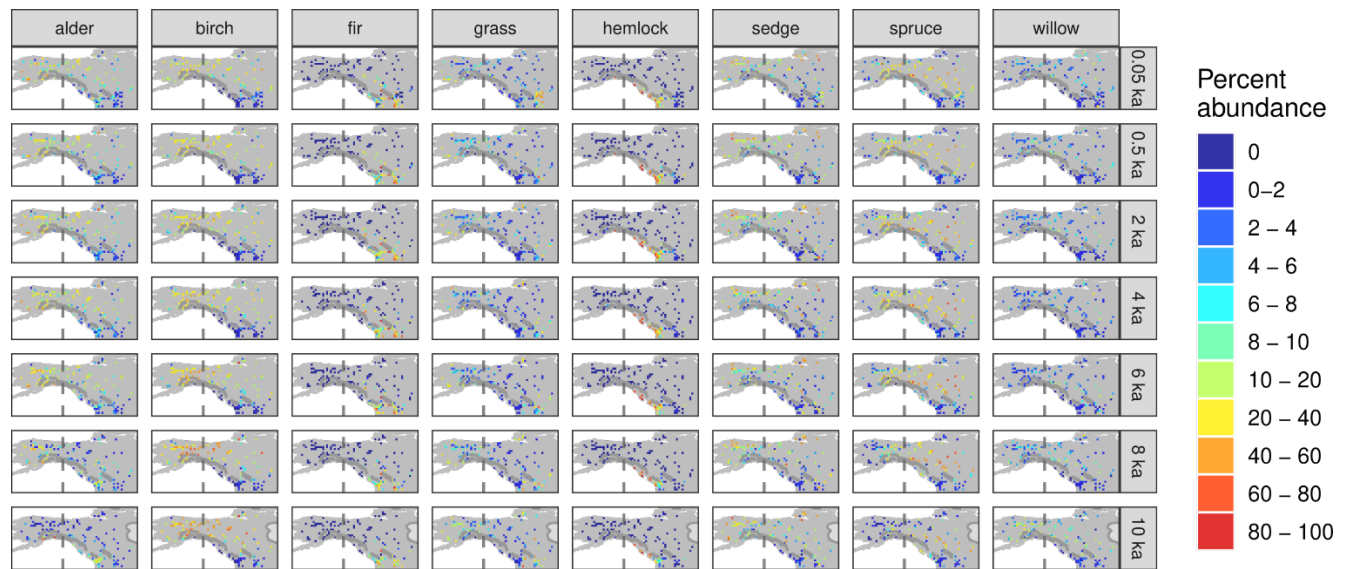 alder birch fir grass hemlock sedge spruce willow
0.05 ka
0.5 ka
2 ka
4 ka
6 ka
8 ka
10 ka
Percent
abundance
0
0–2
2 – 4
4 – 6
6 – 8
8 – 10
10 – 20
20 – 40
40 – 60
60 – 80
80 – 100